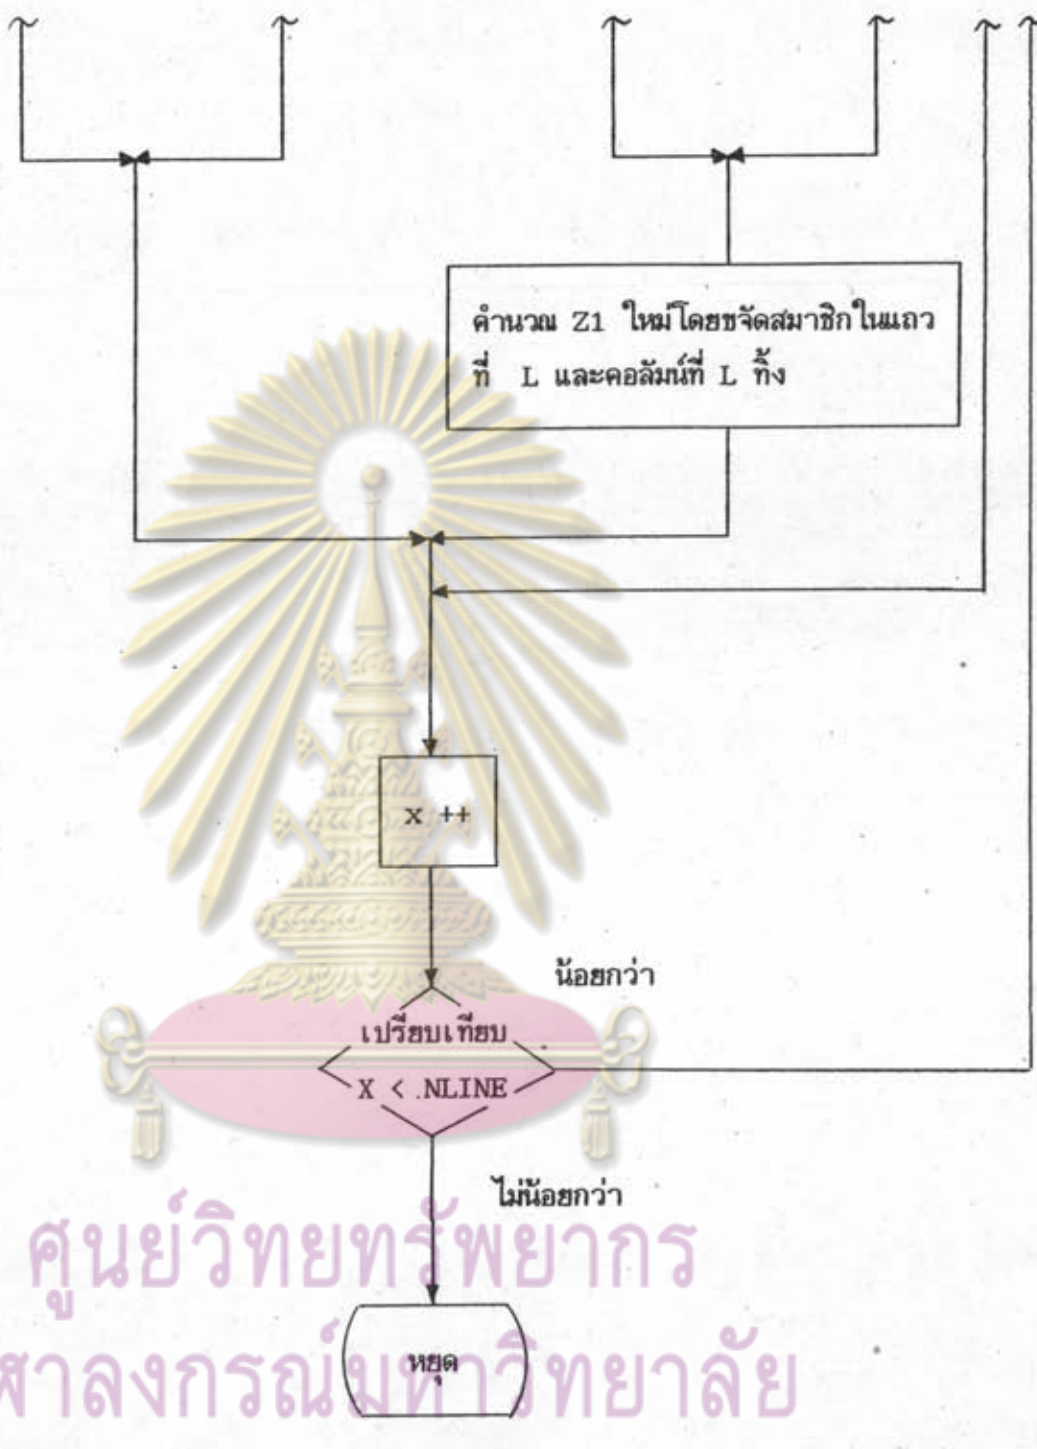 คำนวณ Z1 ใหม่โดยขจัดสมาชิกในแถว
ที่ L และคอลัมน์ที่ L ทิ้ง
x ++
น้อยกว่า
เปรียบเทียบ
X < .NLINE
ไม่น้อยกว่า
หยุด
ศูนย์วิทยทรัพยากร
ฬาลงกรณ์มหาวิทยาลัย